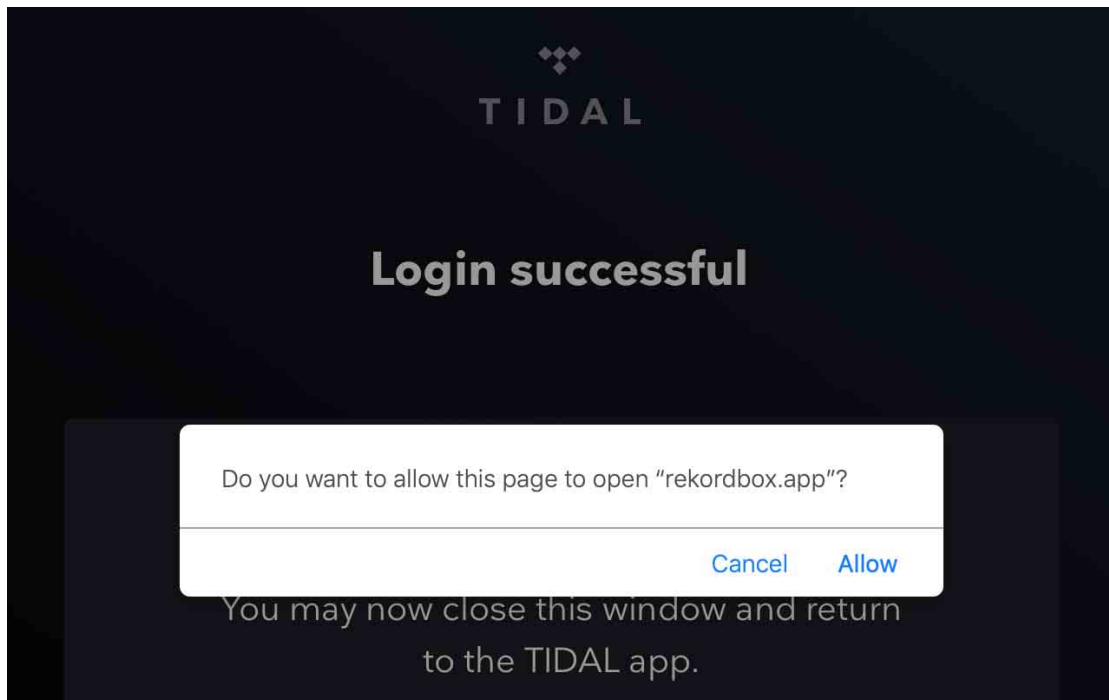 TIDAL
Login successful
Do you want to allow this page to open “rekordbox.app”?
Cancel Allow
You may now close this window and return
to the TIDAL app.